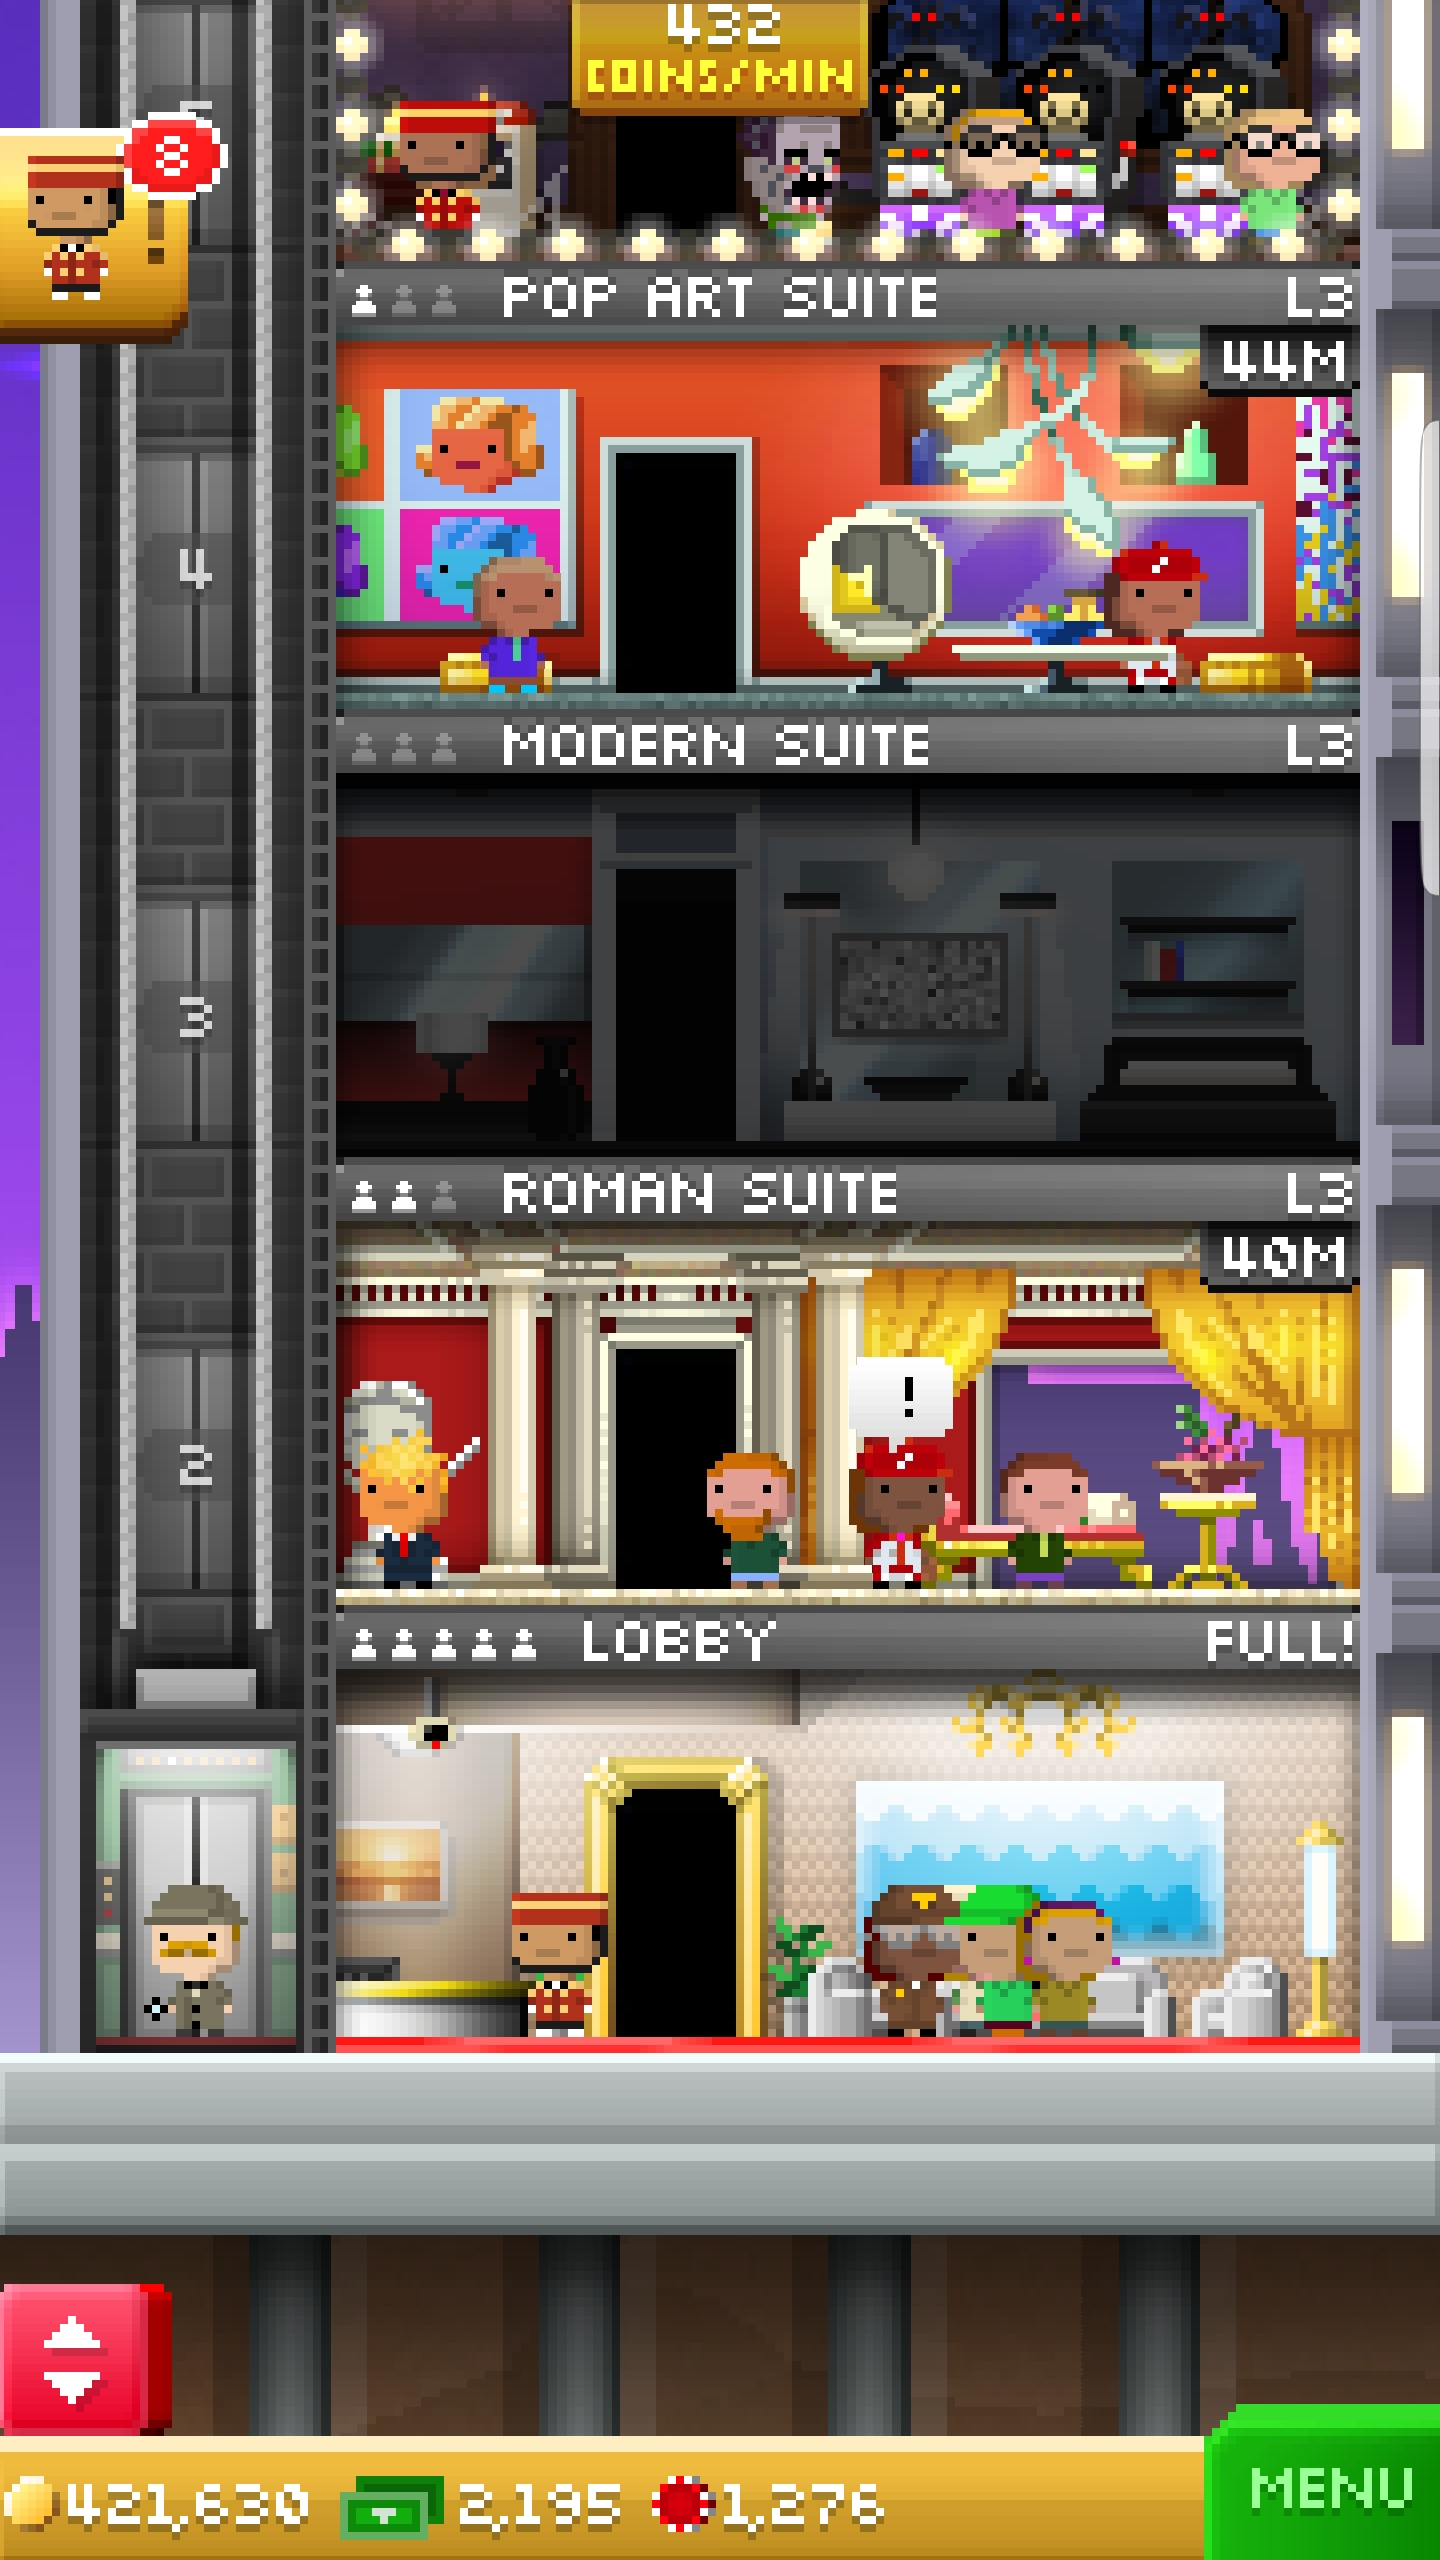 432
COINS/MIN
5
8
POP ART SUITE L3
44M
4
MODERN SUITE L3
3
ROMAN SUITE L3
40M
!
2
LOBBY FULL!
421,630 2,195 1,276
MENU